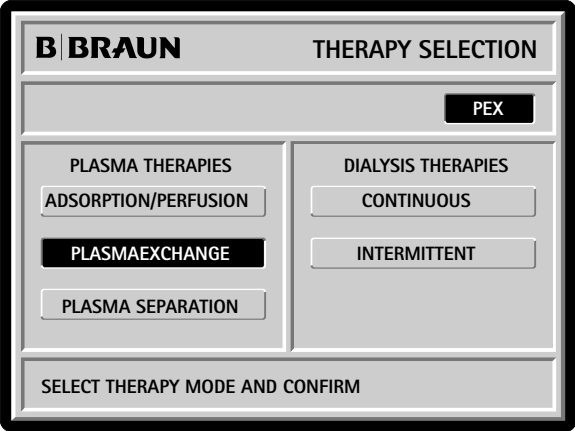 B|BRAUN
THERAPY SELECTION
PEX
PLASMA THERAPIES
ADSORPTION/PERFUSION
PLASMAEXCHANGE
PLASMA SEPARATION
DIALYSIS THERAPIES
CONTINUOUS
INTERMITTENT
SELECT THERAPY MODE AND CONFIRM